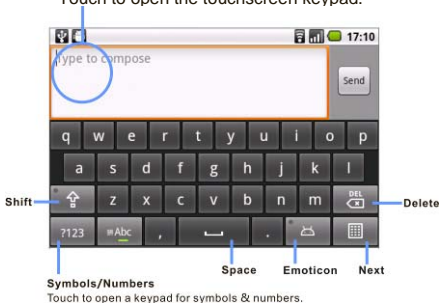 Touch to open the touchscreen keypad.
17:10
Type to compose
Send
q w e r t y u i o p
a s d f g h j k l
Shift
z x c v b n m
DEL
Delete
?123
Abc
,
.
Space
Emoticon
Next
Symbols/Numbers
Touch to open a keypad for symbols & numbers.